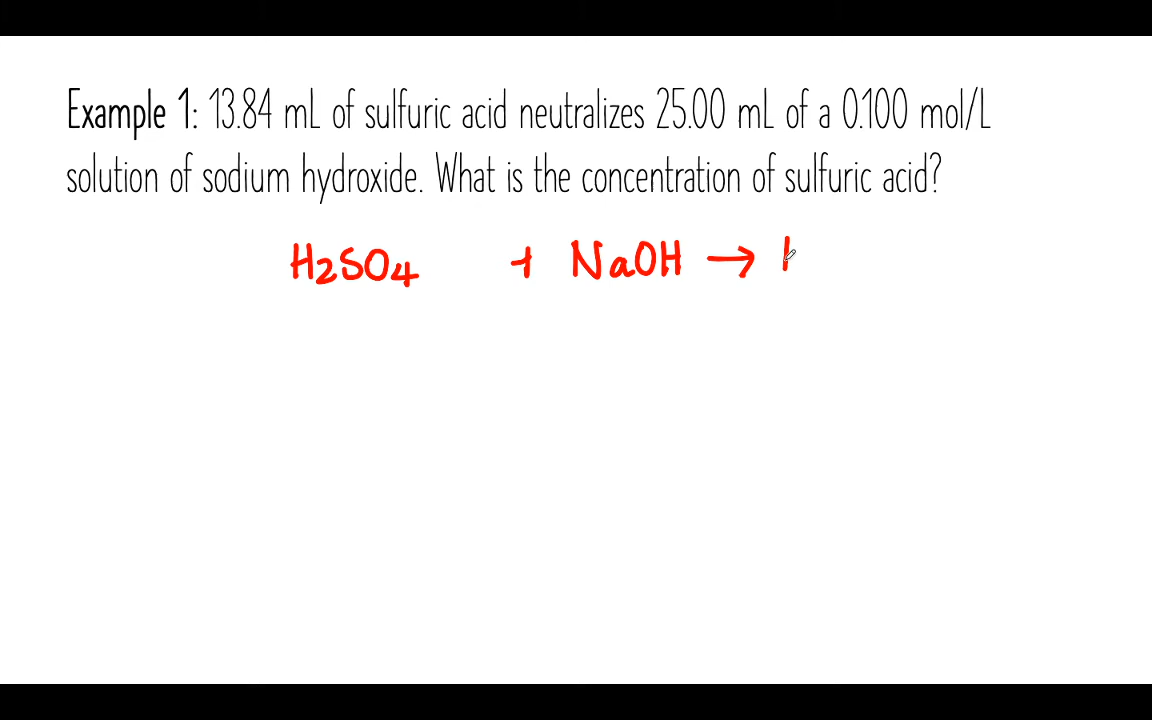 Example 1: 13.84 mL of sulfuric acid neutralizes 25.00 mL of a 0.100 mol/L
solution of sodium hydroxide. What is the concentration of sulfuric acid?
H2SO4 + NaOH →